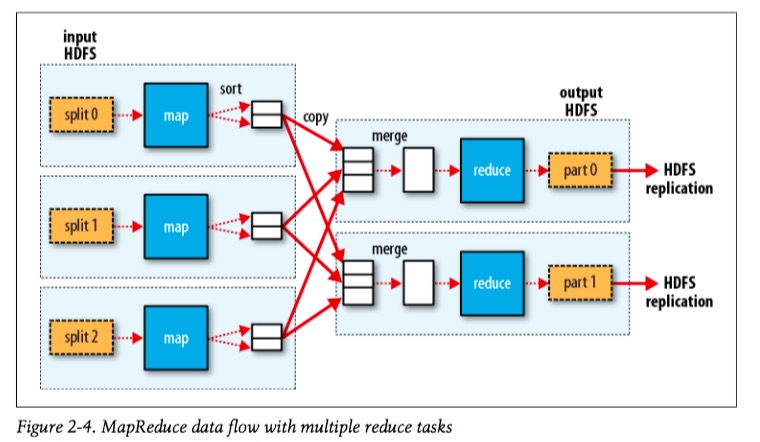 input
HDFS
split 0
map
sort
copy
split 1
map
split 2
map
output
HDFS
merge
reduce
part 0
HDFS
replication
merge
reduce
part 1
HDFS
replication
Figure 2-4. MapReduce data flow with multiple reduce tasks